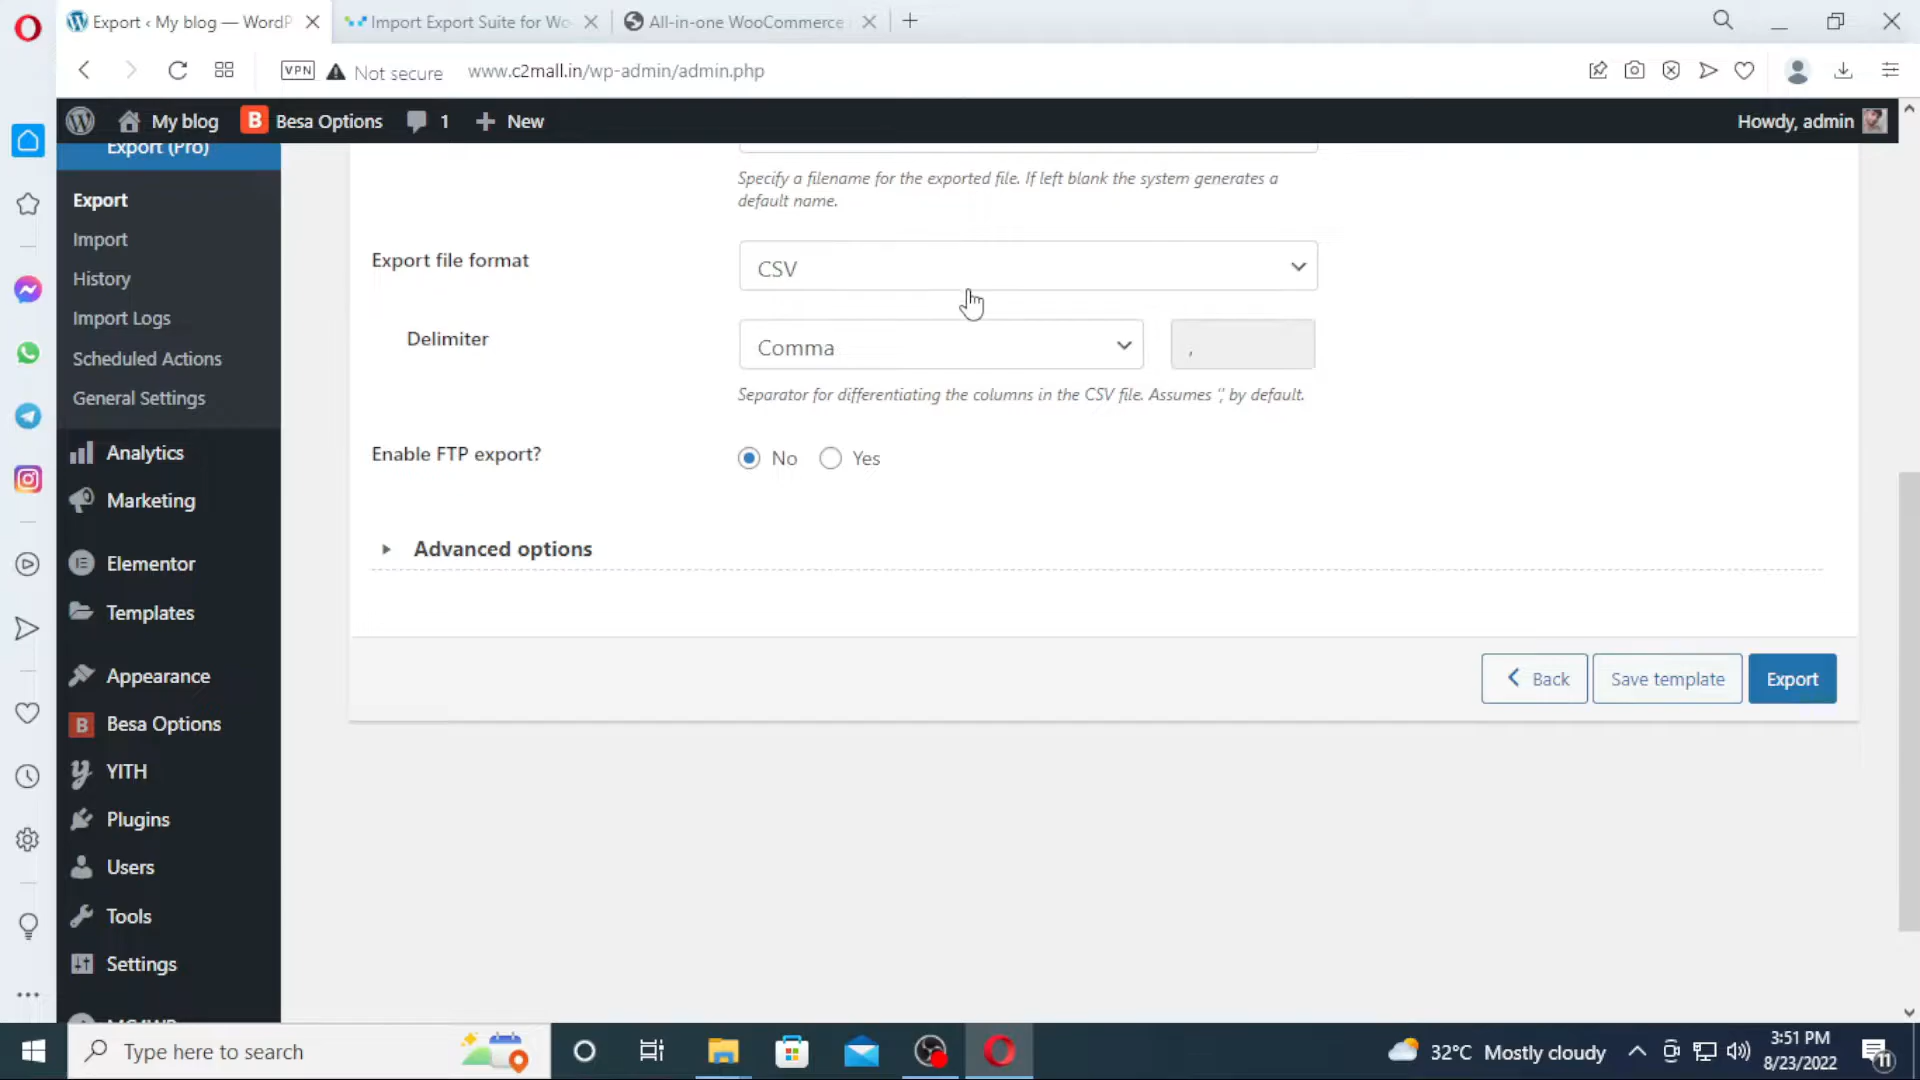 Export ‹ My blog — WordP
Import Export Suite for Wo
All-in-one WooCommerce
VPN
Not secure
www.c2mall.in/wp-admin/admin.php
My blog
B
Besa Options
1
New
Howdy, admin
Export (Pro)
Export
Import
History
Import Logs
Scheduled Actions
General Settings
Analytics
Marketing
Elementor
Templates
Appearance
B
Besa Options
YITH
Plugins
Users
Tools
Settings
Specify a filename for the exported file. If left blank the system generates a
default name.
Export file format
CSV
Delimiter
Comma
,
Separator for differentiating the columns in the CSV file. Assumes ',' by default.
Enable FTP export?
No
Yes
Advanced options
Back
Save template
Export
Type here to search
32°C Mostly cloudy
3:51 PM
8/23/2022
11